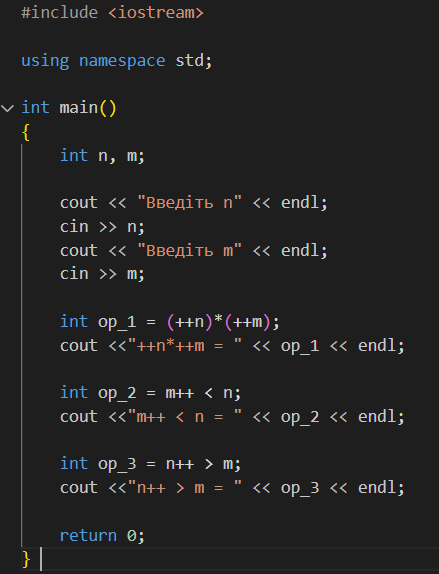 #include <iostream>
using namespace std;
int main()
{
int n, m;
cout << "Введіть n" << endl;
cin >> n;
cout << "Введіть m" << endl;
cin >> m;
int op_1 = (++n)*(++m);
cout <<"++n*++m = " << op_1 << endl;
int op_2 = m++ < n;
cout <<"m++ < n = " << op_2 << endl;
int op_3 = n++ > m;
cout <<"n++ > m = " << op_3 << endl;
return 0;
}